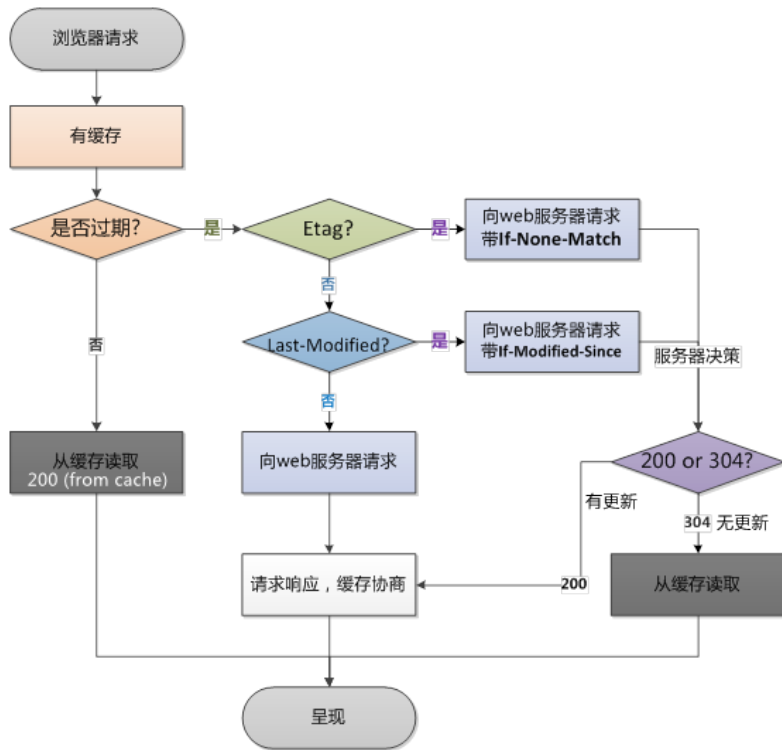 浏览器请求
有缓存
是否过期?
是
Etag?
是
向web服务器请求
带If-None-Match
否
否
Last-Modified?
是
向web服务器请求
带If-Modified-Since
服务器决策
否
从缓存读取
200 (from cache)
向web服务器请求
200 or 304?
有更新
304 无更新
请求响应，缓存协商
200
从缓存读取
呈现